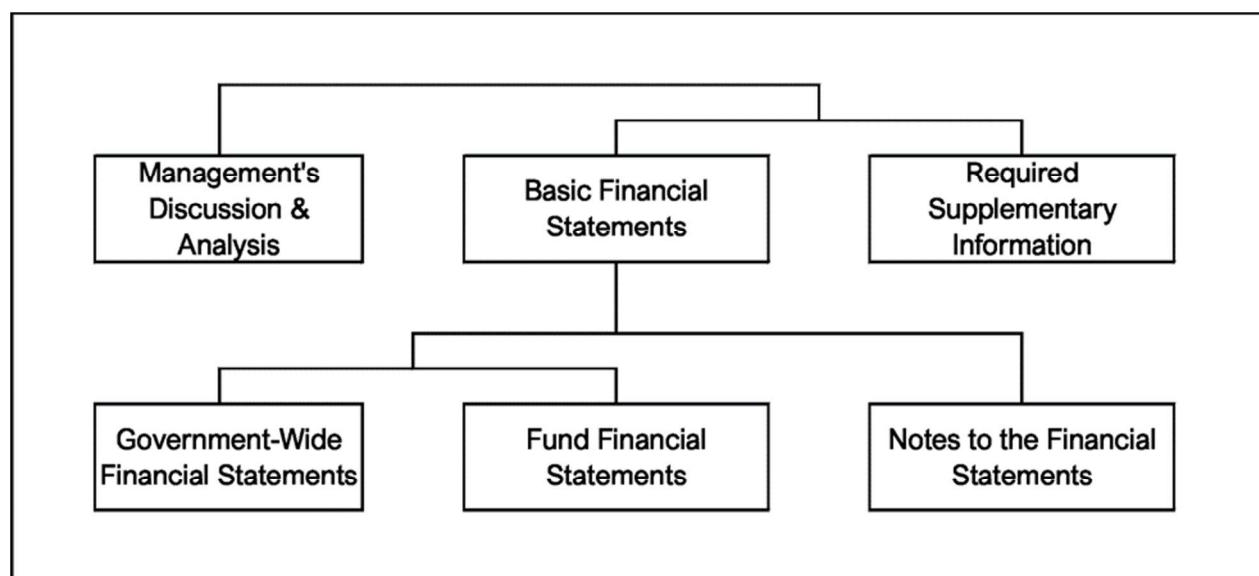 Management's
Discussion &
Analysis
Basic Financial
Statements
Required
Supplementary
Information
Government-Wide
Financial Statements
Fund Financial
Statements
Notes to the Financial
Statements